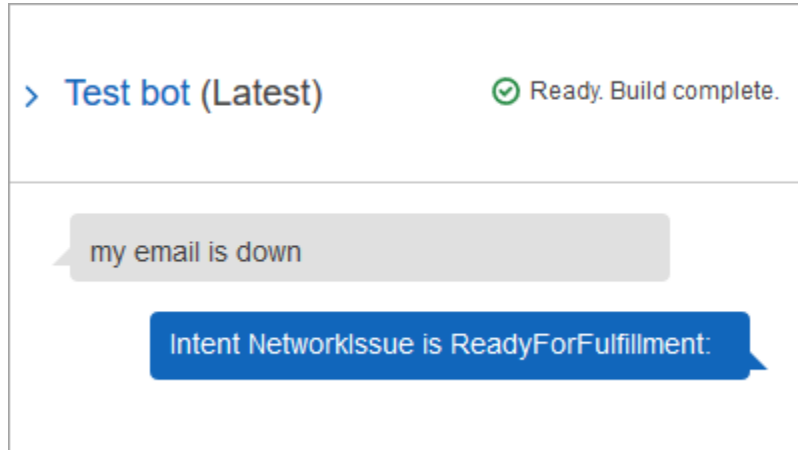 Test bot (Latest)
Ready. Build complete.
my email is down
Intent NetworkIssue is ReadyForFulfillment: